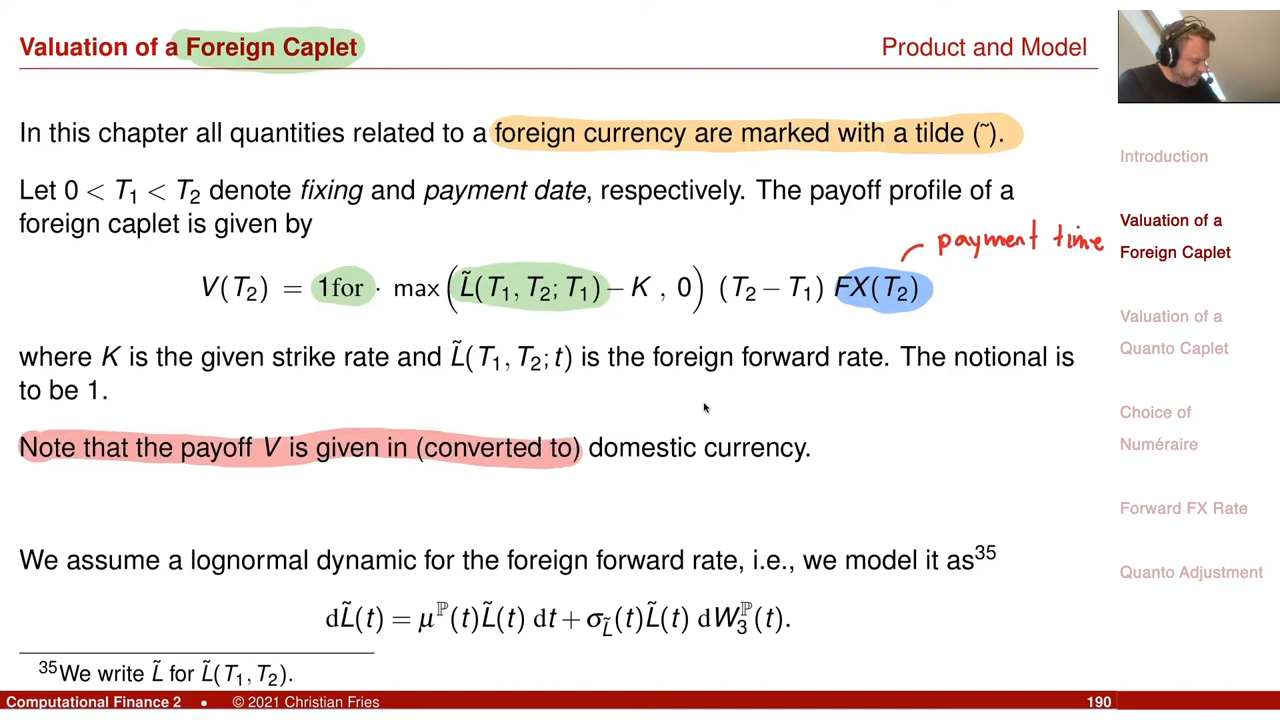 Valuation of a Foreign Caplet
Product and Model
In this chapter all quantities related to a foreign currency are marked with a tilde (˜).
Let 0 < T₁ < T₂ denote fixing and payment date, respectively. The payoff profile of a
foreign caplet is given by
payment time
V(T₂) = 1for · max(L̃(T₁, T₂; T₁) − K , 0) (T₂ − T₁) FX(T₂)
where K is the given strike rate and L̃(T₁, T₂; t) is the foreign forward rate. The notional is
to be 1.
Note that the payoff V is given in (converted to) domestic currency.
We assume a lognormal dynamic for the foreign forward rate, i.e., we model it as³⁵
dL̃(t) = μ^ℙ(t)L̃(t) dt + σ_L̃(t)L̃(t) dW₃^ℙ(t).
³⁵We write L̃ for L̃(T₁, T₂).
Computational Finance 2 • © 2021 Christian Fries
190
Introduction
Valuation of a
Foreign Caplet
Valuation of a
Quanto Caplet
Choice of
Numéraire
Forward FX Rate
Quanto Adjustment